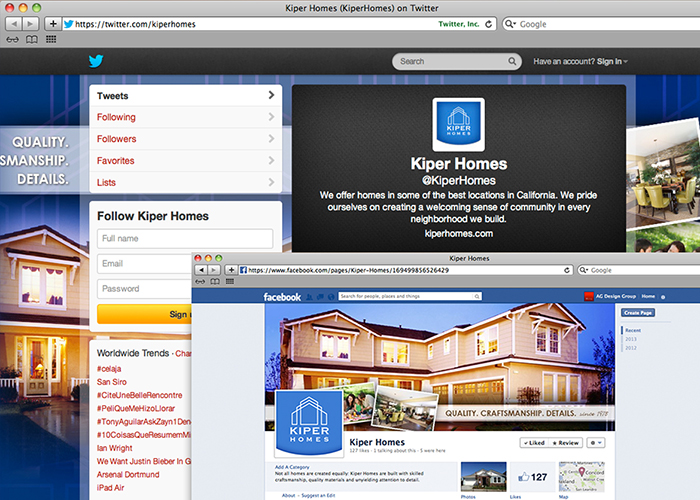 Kiper Homes (KiperHomes) on Twitter
https://twitter.com/kiperhomes
Twitter, Inc.
Google
Search
Have an account? Sign in
QUALITY.
SMANSHIP.
DETAILS.
Tweets
Following
Followers
Favorites
Lists
KIPER
HOMES
Kiper Homes
@KiperHomes
We offer homes in some of the best locations in California. We pride
ourselves on creating a welcoming sense of community in every
neighborhood we build.
kiperhomes.com
Follow Kiper Homes
Full name
Email
Password
Sign u
Worldwide Trends · Chan
#celaja
San Siro
#CiteUneBelleRencontre
#PeliQueMeHizoLlorar
#TonyAguilarAskZayn1Den
#10CoisasQueResumemMi
Ian Wright
We Want Justin Bieber In G
Arsenal Dortmund
iPad Air
Kiper Homes
https://www.facebook.com/pages/Kiper-Homes/169499856526429
Google
facebook
Search for people, places and things
AG Design Group
Home
Create Page
Recent
2013
2012
QUALITY. CRAFTSMANSHIP. DETAILS. since 1977
KIPER
HOMES
Kiper Homes
127 likes · 1 talking about this · 5 were here
Liked
Review
Add A Category
Not all homes are created equally: Kiper Homes are built with skilled
craftsmanship, quality materials and unyielding attention to detail.
About – Suggest an Edit
Photos
127
Likes
Concord
Map